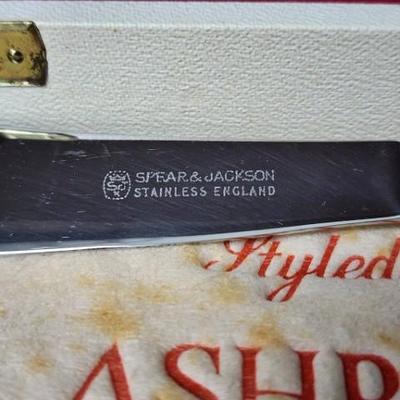 SPEAR & JACKSON
STAINLESS ENGLAND
Styled
ASHB